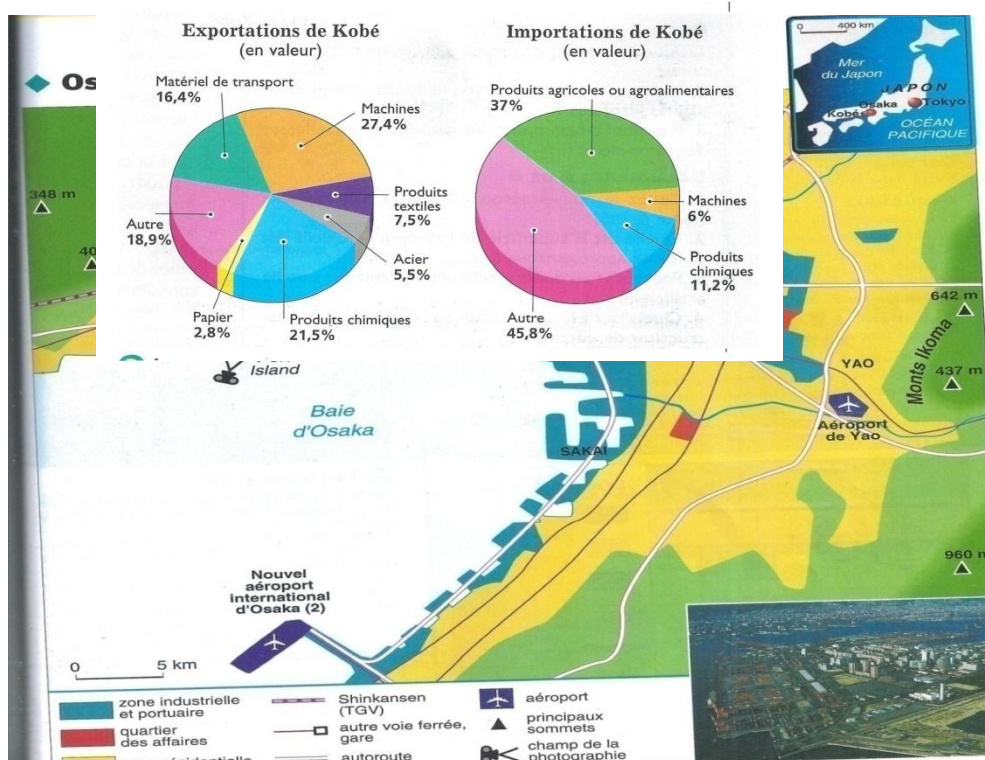 Exportations de Kobé
(en valeur)
Matériel de transport
16,4%
Machines
27,4%
Produits
textiles
7,5%
Acier
5,5%
Produits chimiques
21,5%
Papier
2,8%
Autre
18,9%
Importations de Kobé
(en valeur)
Produits agricoles ou agroalimentaires
37%
Machines
6%
Produits
chimiques
11,2%
Autre
45,8%
0 400 km
Mer
du Japon
JAPON
Osaka
Tokyo
Kobé
OCÉAN
PACIFIQUE
348 m
642 m
Monts Ikoma
437 m
YAO
Aéroport
de Yao
Island
Baie
d'Osaka
SAKAI
960 m
Nouvel
aéroport
international
d'Osaka (2)
0 5 km
zone industrielle
et portuaire
quartier
des affaires
Shinkansen
(TGV)
autre voie ferrée,
gare
autoroute
aéroport
principaux
sommets
champ de la
photographie